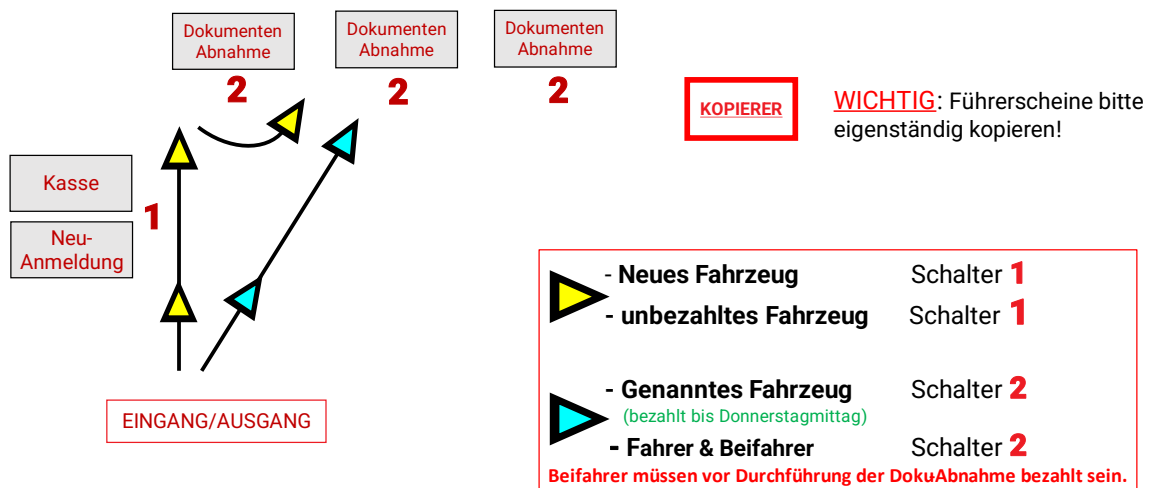 Dokumenten
Abnahme
2
Dokumenten
Abnahme
2
Dokumenten
Abnahme
2
KOPIERER
WICHTIG: Führerscheine bitte
eigenständig kopieren!
Kasse
1
Neu-
Anmeldung
EINGANG/AUSGANG
- Neues Fahrzeug Schalter 1
- unbezahltes Fahrzeug Schalter 1
- Genanntes Fahrzeug Schalter 2
(bezahlt bis Donnerstagmittag)
- Fahrer & Beifahrer Schalter 2
Beifahrer müssen vor Durchführung der Doku-Abnahme bezahlt sein.